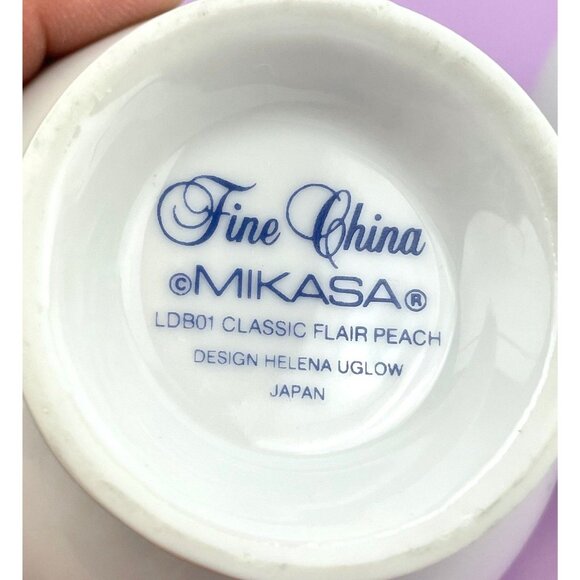 Fine China
©MIKASA®
LDB01 CLASSIC FLAIR PEACH
DESIGN HELENA UGLOW
JAPAN